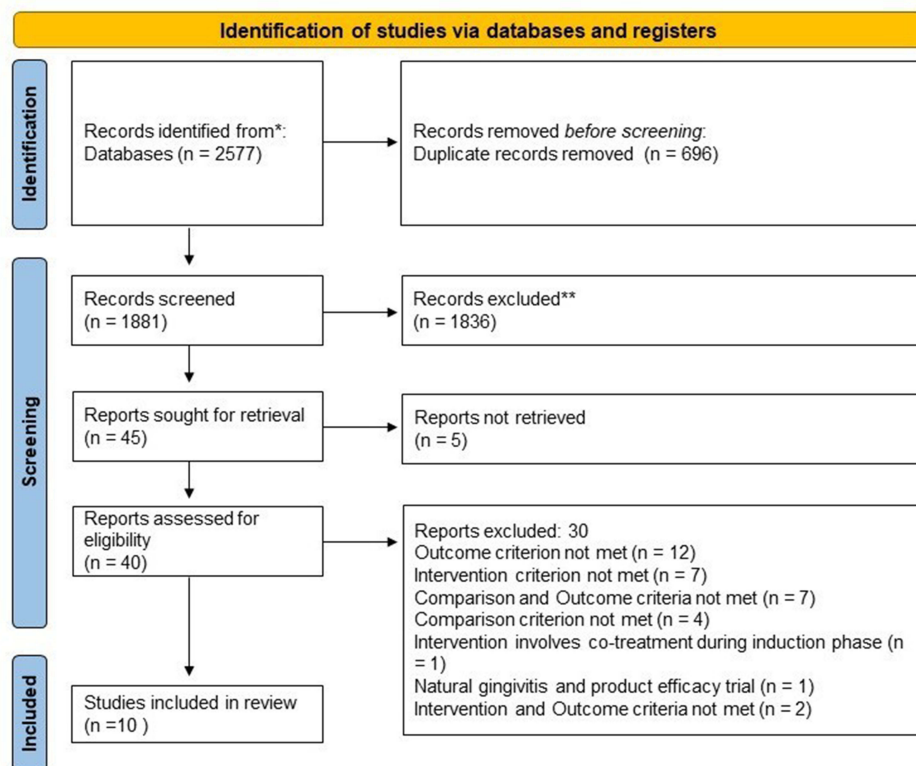 Identification of studies via databases and registers
Identification
Records identified from*:
Databases (n = 2577)
Records removed before screening:
Duplicate records removed  (n = 696)
Screening
Records screened
(n = 1881)
Records excluded**
(n = 1836)
Reports sought for retrieval
(n = 45)
Reports not retrieved
(n = 5)
Reports assessed for
eligibility
(n = 40)
Reports excluded: 30
Outcome criterion not met (n = 12)
Intervention criterion not met (n = 7)
Comparison and Outcome criteria not met (n = 7)
Comparison criterion not met (n = 4)
Intervention involves co-treatment during induction phase (n
= 1)
Natural gingivitis and product efficacy trial (n = 1)
Intervention and Outcome criteria not met (n = 2)
Included
Studies included in review
(n =10 )